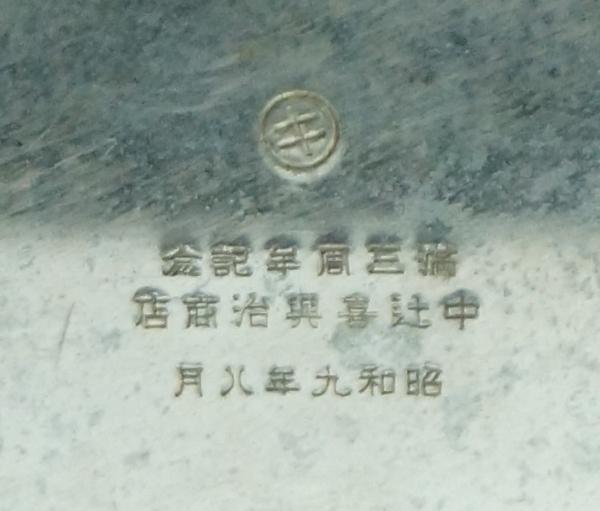 キ
満三周年記念
中辻喜與治商店
昭和九年八月